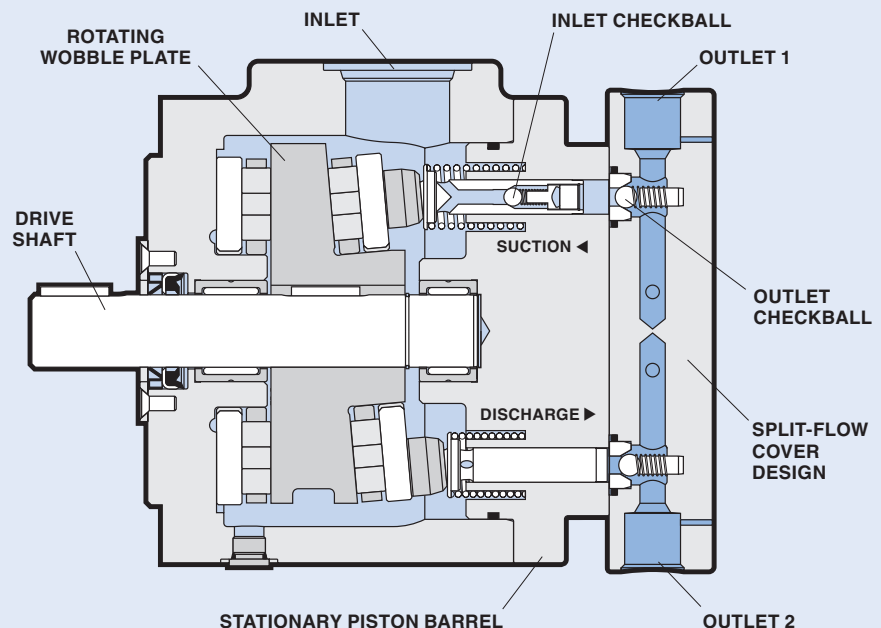 INLET
INLET CHECKBALL
ROTATING
WOBBLE PLATE
OUTLET 1
DRIVE
SHAFT
SUCTION ◄
OUTLET
CHECKBALL
DISCHARGE ►
SPLIT-FLOW
COVER
DESIGN
STATIONARY PISTON BARREL
OUTLET 2